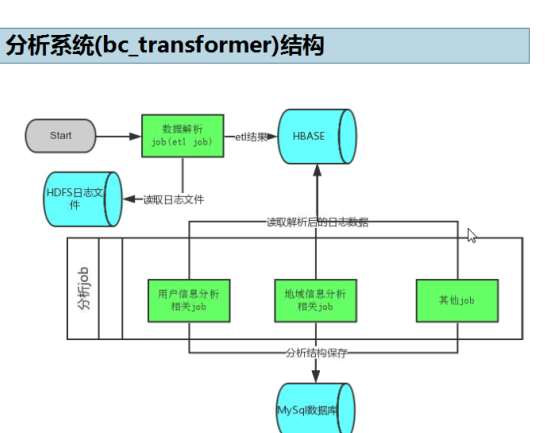 分析系统(bc_transformer)结构
Start
数据解析
job(etl job)
etl结果
HBASE
HDFS日志文
件
读取日志文件
读取解析后的日志数据
分析job
用户信息分析
相关job
地域信息分析
相关job
其他job
分析结构保存
MySql数据库